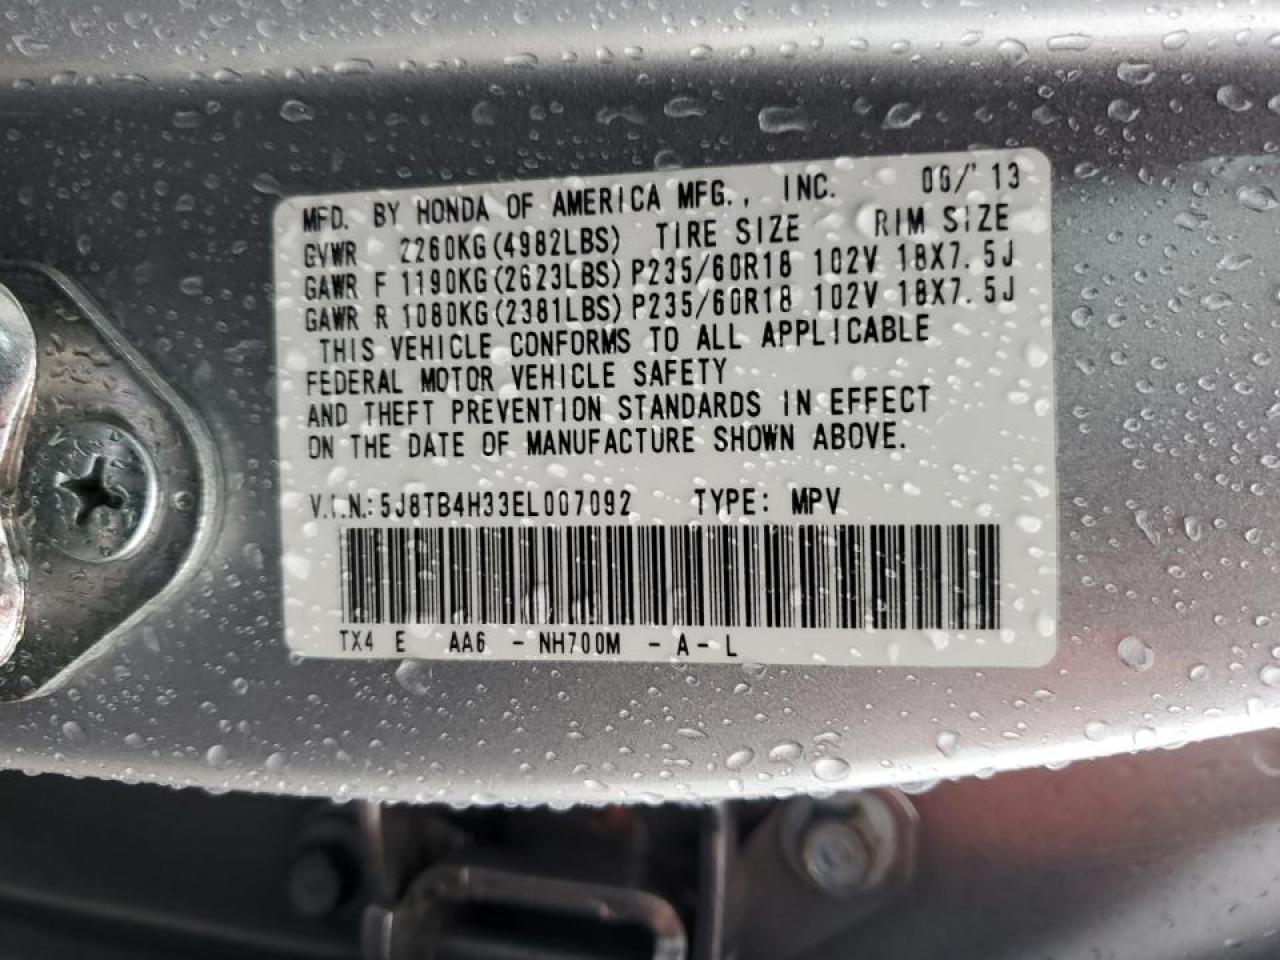 MFD. BY HONDA OF AMERICA MFG., INC. 06/'13
GVWR 2260KG(4982LBS) TIRE SIZE RIM SIZE
GAWR F 1190KG(2623LBS) P235/60R18 102V 18X7.5J
GAWR R 1080KG(2381LBS) P235/60R18 102V 18X7.5J
THIS VEHICLE CONFORMS TO ALL APPLICABLE
FEDERAL MOTOR VEHICLE SAFETY
AND THEFT PREVENTION STANDARDS IN EFFECT
ON THE DATE OF MANUFACTURE SHOWN ABOVE.
V.I.N.: 5J8TB4H33EL007092 TYPE: MPV
TX4 E AA6 - NH700M - A - L